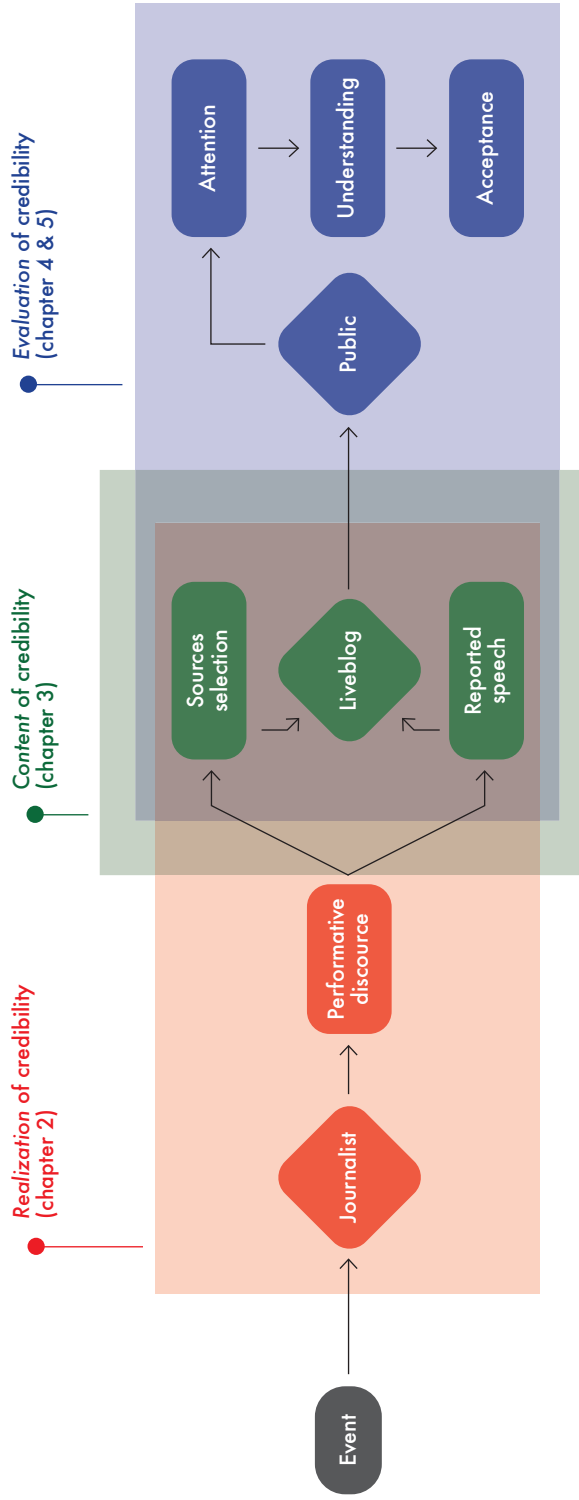 Realization of credibility
(chapter 2)
Content of credibility
(chapter 3)
Evaluation of credibility
(chapter 4 & 5)
Event
Journalist
Performative
discource
Sources
selection
Liveblog
Reported
speech
Public
Attention
Understanding
Acceptance